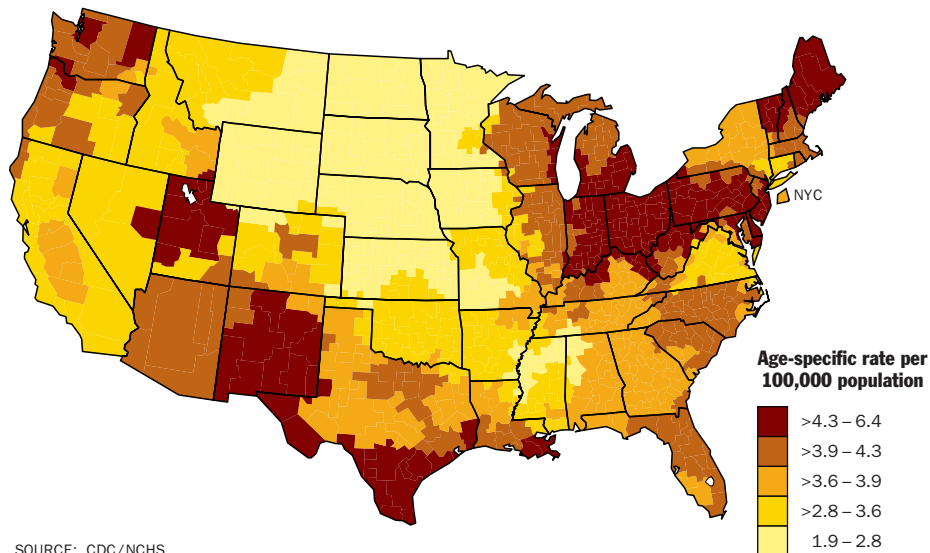 NYC
Age-specific rate per
100,000 population
>4.3 – 6.4
>3.9 – 4.3
>3.6 – 3.9
>2.8 – 3.6
1.9 – 2.8
SOURCE: CDC/NCHS